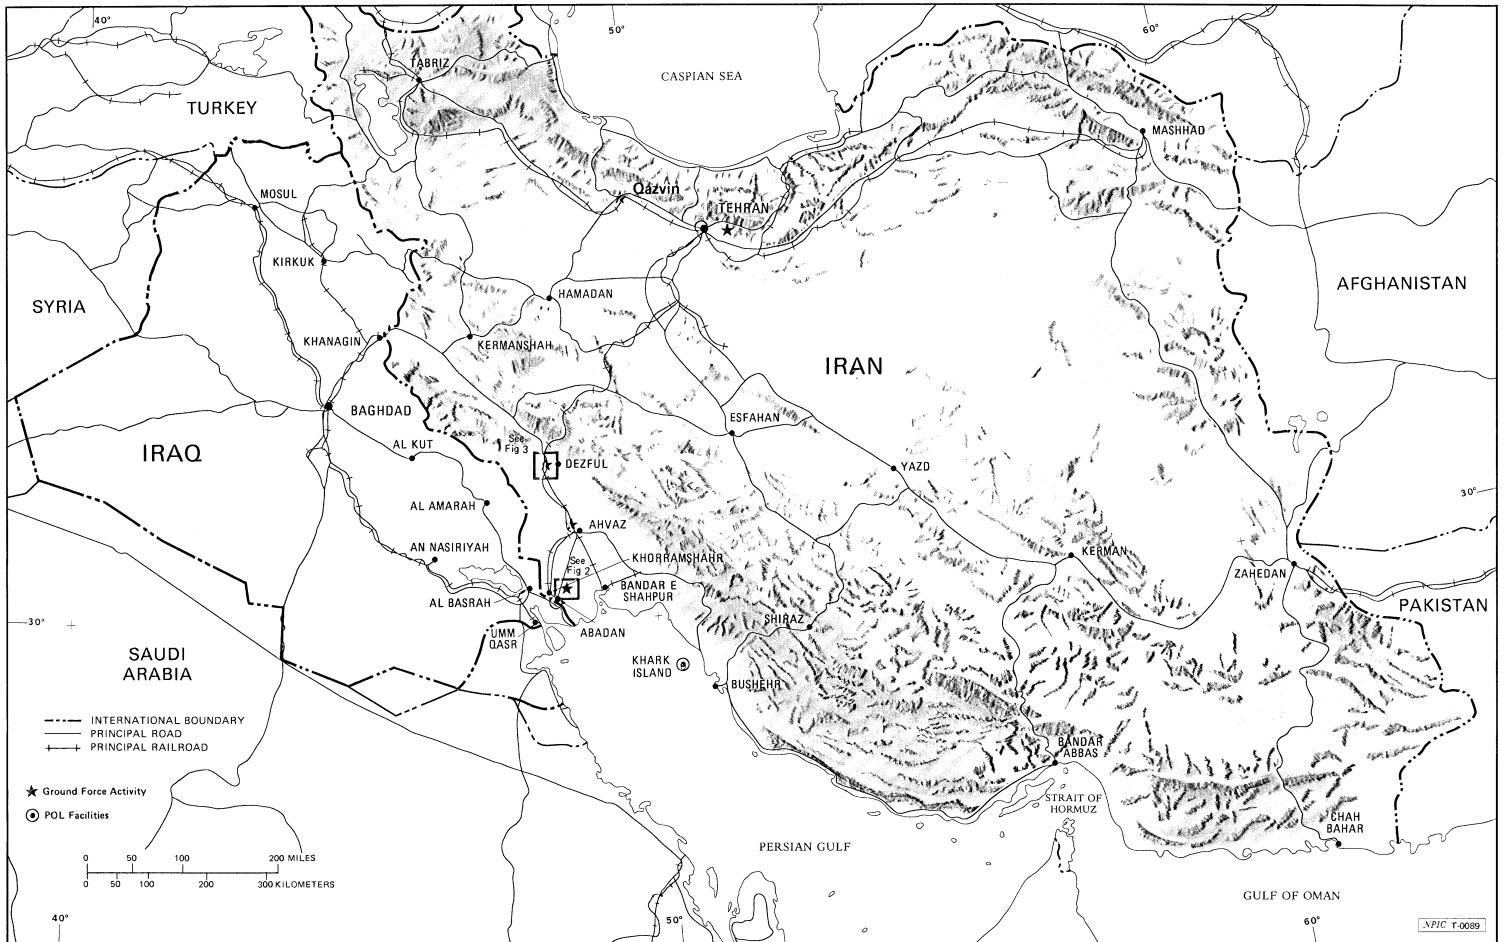 40°
50°
60°
TABRIZ
CASPIAN SEA
TURKEY
MASHHAD
MOSUL
Qazvin
TEHRAN
KIRKUK
SYRIA
HAMADAN
AFGHANISTAN
KHANAGIN
KERMANSHAH
IRAN
BAGHDAD
ESFAHAN
AL KUT
See
Fig 3
IRAQ
DEZFUL
YAZD
30°
AL AMARAH
AHVAZ
AN NASIRIYAH
KHORRAMSHAHR
KERMAN
See
Fig 2
ZAHEDAN
BANDAR E
SHAHPUR
AL BASRAH
PAKISTAN
30°
UMM
QASR
ABADAN
SHIRAZ
SAUDI
ARABIA
KHARK
ISLAND
BUSHEHR
INTERNATIONAL BOUNDARY
PRINCIPAL ROAD
PRINCIPAL RAILROAD
BANDAR
ABBAS
Ground Force Activity
STRAIT OF
HORMUZ
POL Facilities
CHAH
BAHAR
PERSIAN GULF
0 50 100 200 MILES
0 50 100 200 300 KILOMETERS
GULF OF OMAN
40°
50°
60°
NPIC T-0089